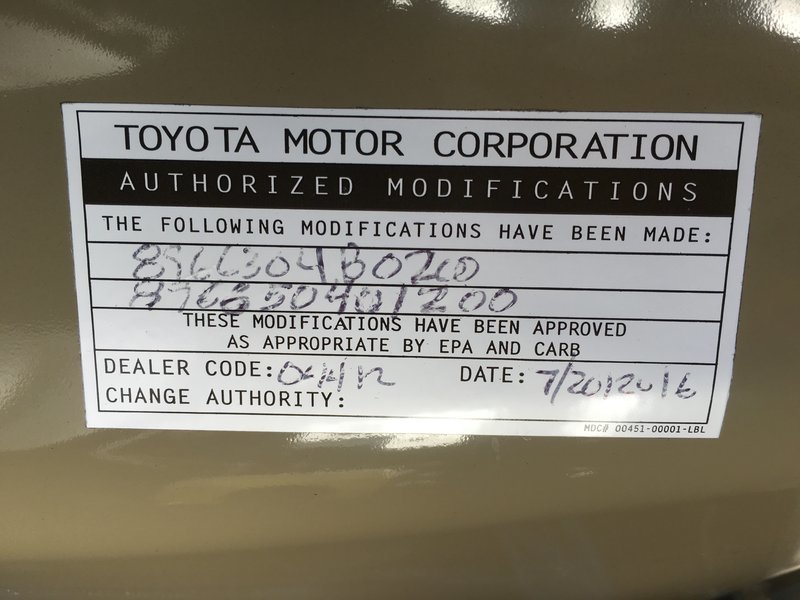 TOYOTA MOTOR CORPORATION
AUTHORIZED MODIFICATIONS
THE FOLLOWING MODIFICATIONS HAVE BEEN MADE:
8966304B0200
THESE MODIFICATIONS HAVE BEEN APPROVED
AS APPROPRIATE BY EPA AND CARB
DEALER CODE: DATE: 7/20/2016
CHANGE AUTHORITY:
MDC# 00451-00001-LBL